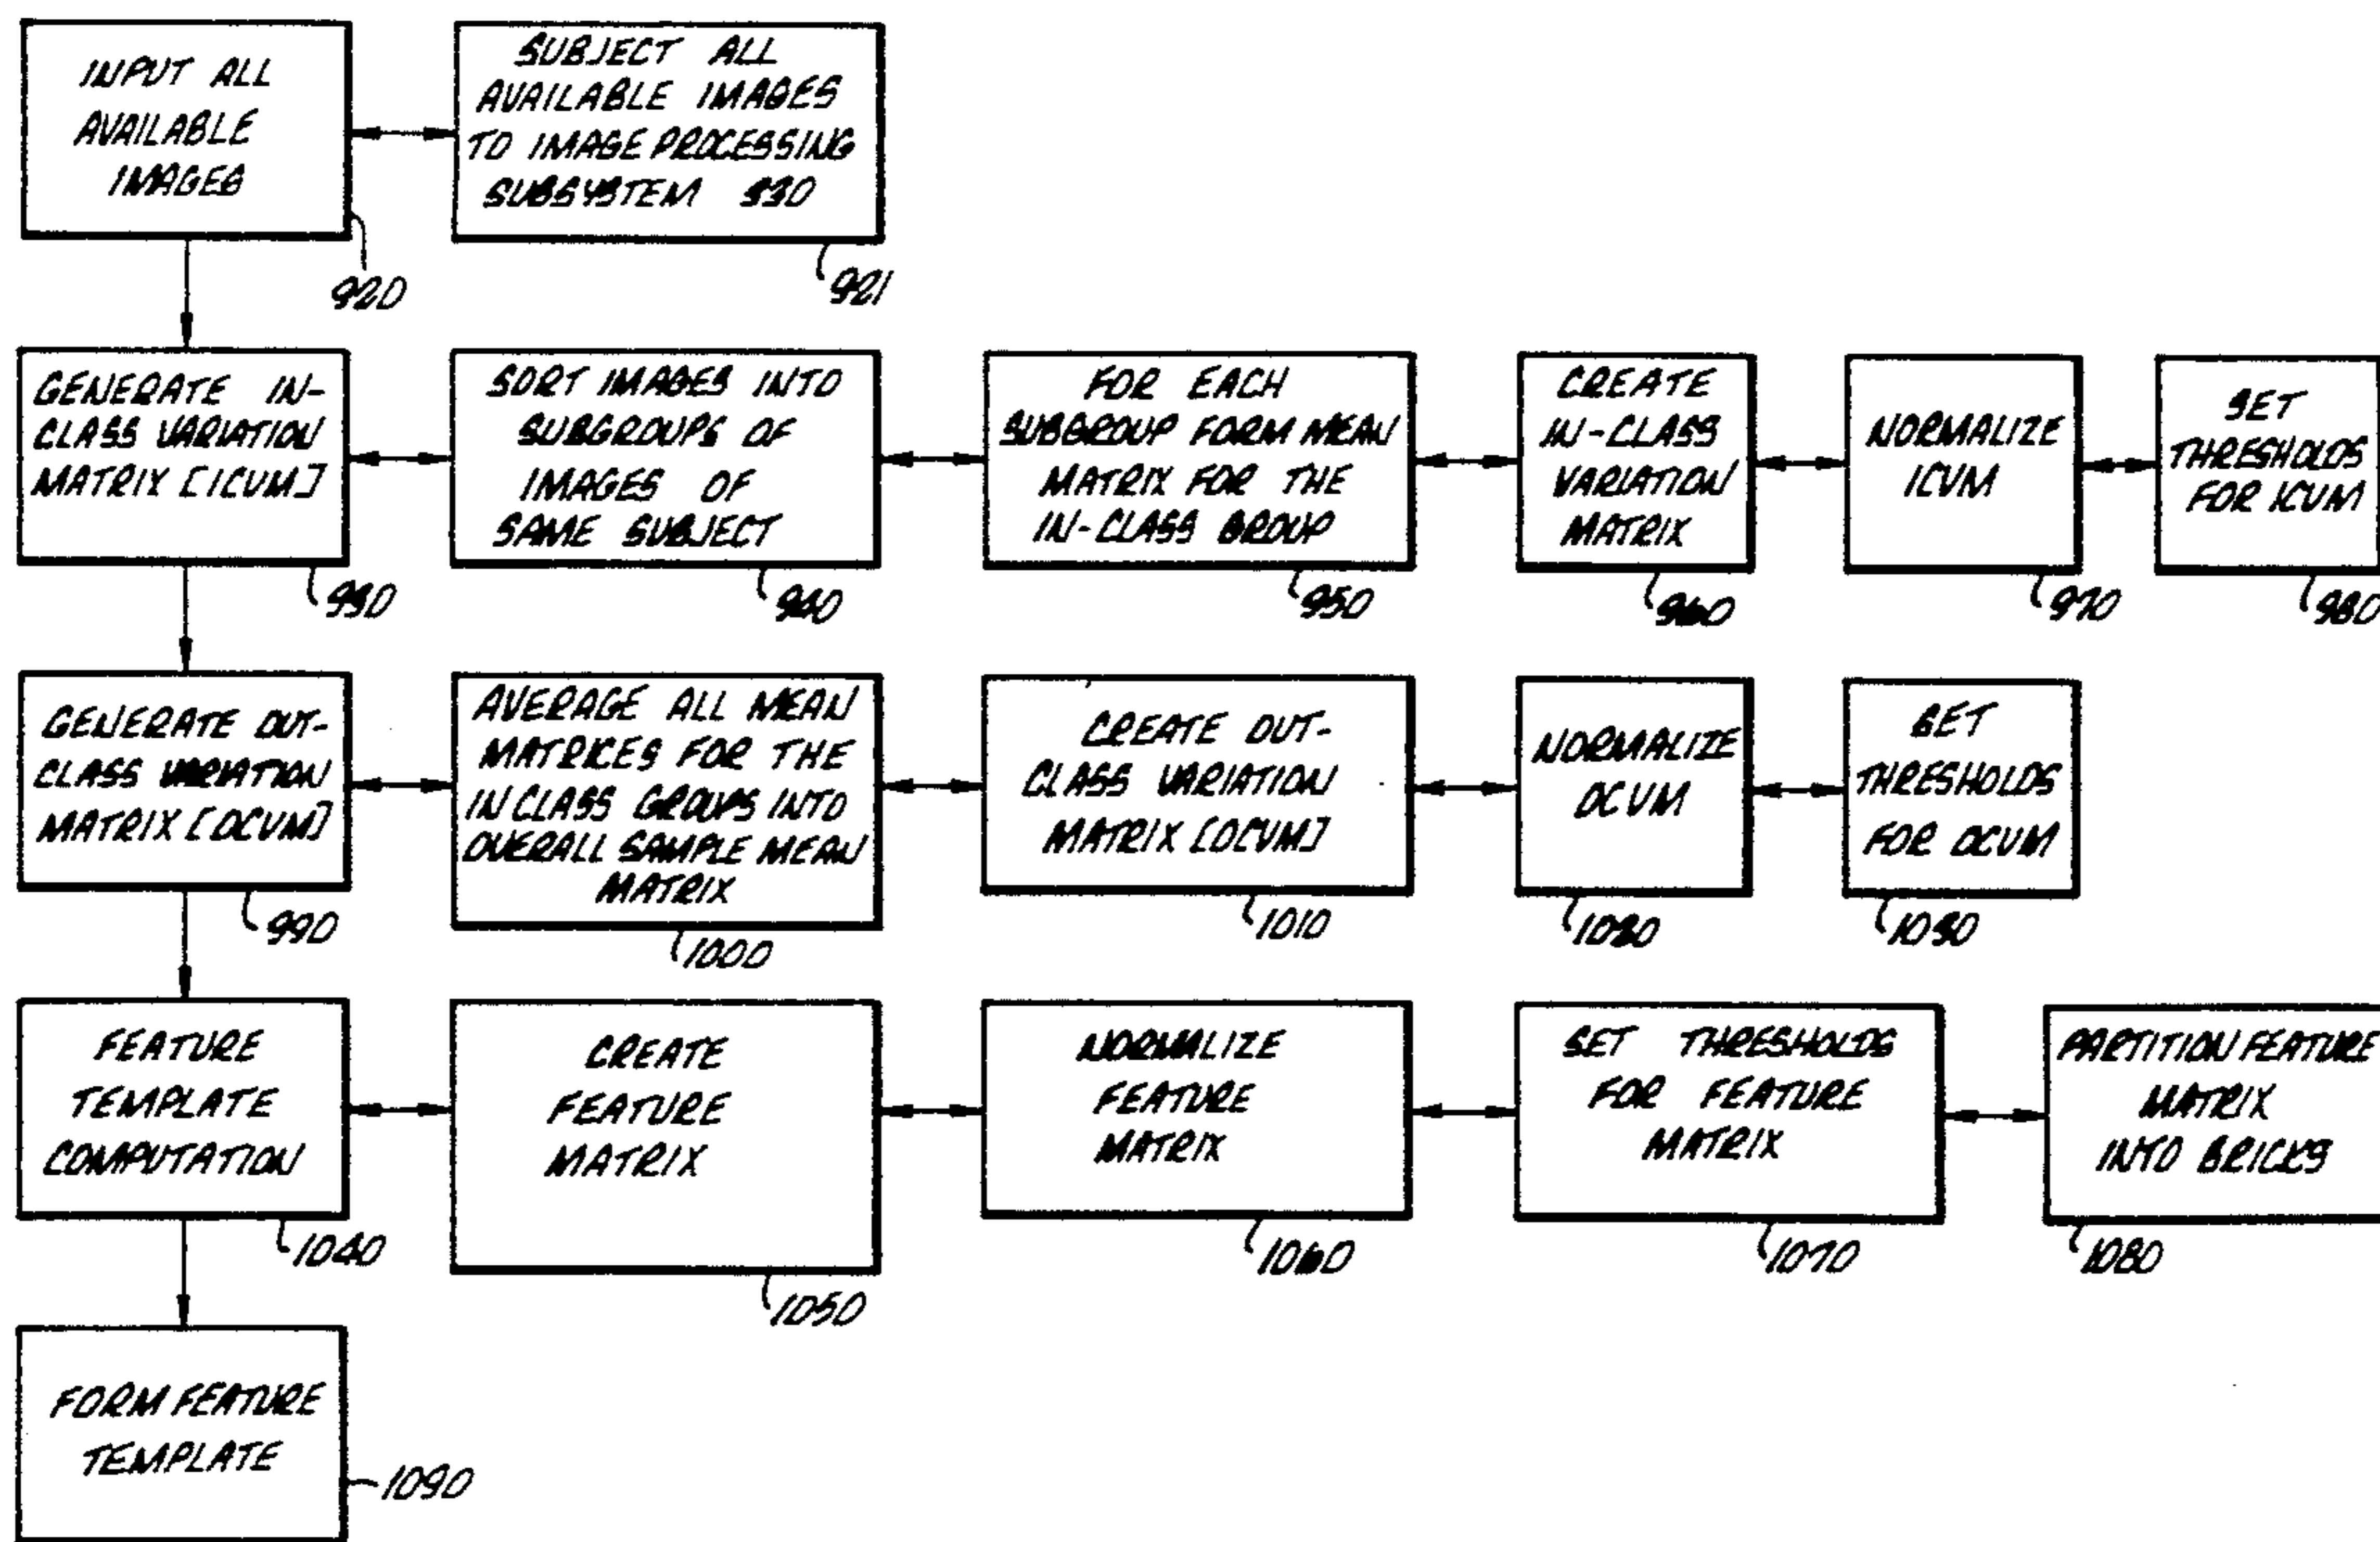 INPUT ALL
AVAILABLE
IMAGES
920
SUBJECT ALL
AVAILABLE IMAGES
TO IMAGE PROCESSING
SUBSYSTEM
921
GENERATE IN-
CLASS VARIATION
MATRIX [ICVM]
930
SORT IMAGES INTO
SUBGROUPS OF
IMAGES OF
SAME SUBJECT
940
FOR EACH
SUBGROUP FORM MEAN
MATRIX FOR THE
IN-CLASS GROUP
950
CREATE
IN-CLASS
VARIATION
MATRIX
960
NORMALIZE
ICVM
970
SET
THRESHOLDS
FOR ICVM
980
GENERATE OUT-
CLASS VARIATION
MATRIX [OCVM]
990
AVERAGE ALL MEAN
MATRICES FOR THE
IN CLASS GROUPS INTO
OVERALL SAMPLE MEAN
MATRIX
1000
CREATE OUT-
CLASS VARIATION
MATRIX [OCVM]
1010
NORMALIZE
OCVM
1020
SET
THRESHOLDS
FOR OCVM
1030
FEATURE
TEMPLATE
COMPUTATION
1040
CREATE
FEATURE
MATRIX
1050
NORMALIZE
FEATURE
MATRIX
1060
SET THRESHOLDS
FOR FEATURE
MATRIX
1070
PARTITION FEATURE
MATRIX
INTO BRICKS
1080
FORM FEATURE
TEMPLATE
1090